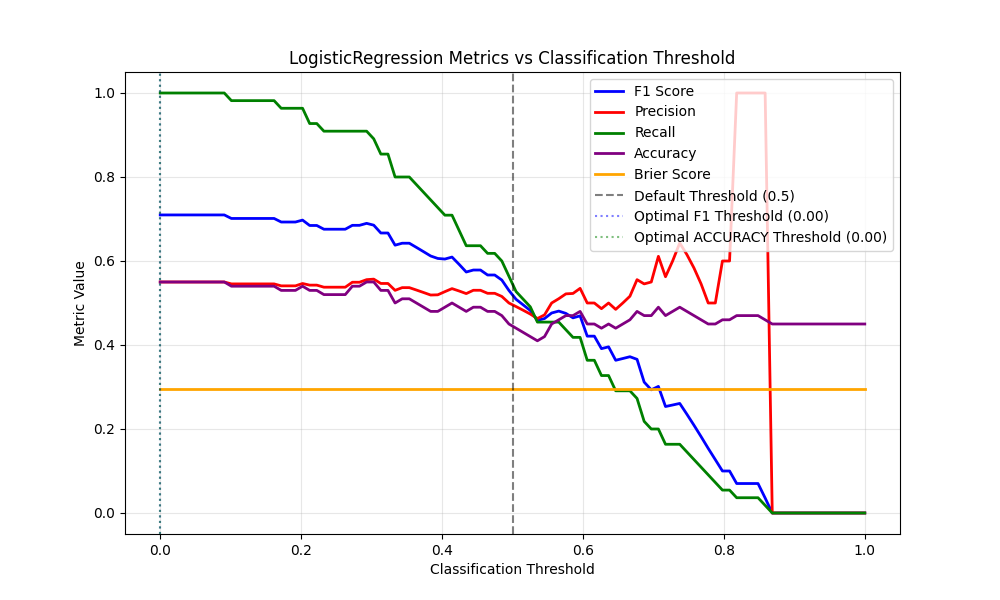 LogisticRegression Metrics vs Classification Threshold
F1 Score
Precision
Recall
Accuracy
Brier Score
Default Threshold (0.5)
Optimal F1 Threshold (0.00)
Optimal ACCURACY Threshold (0.00)
Metric Value
1.0
0.8
0.6
0.4
0.2
0.0
0.0 0.2 0.4 0.6 0.8 1.0
Classification Threshold